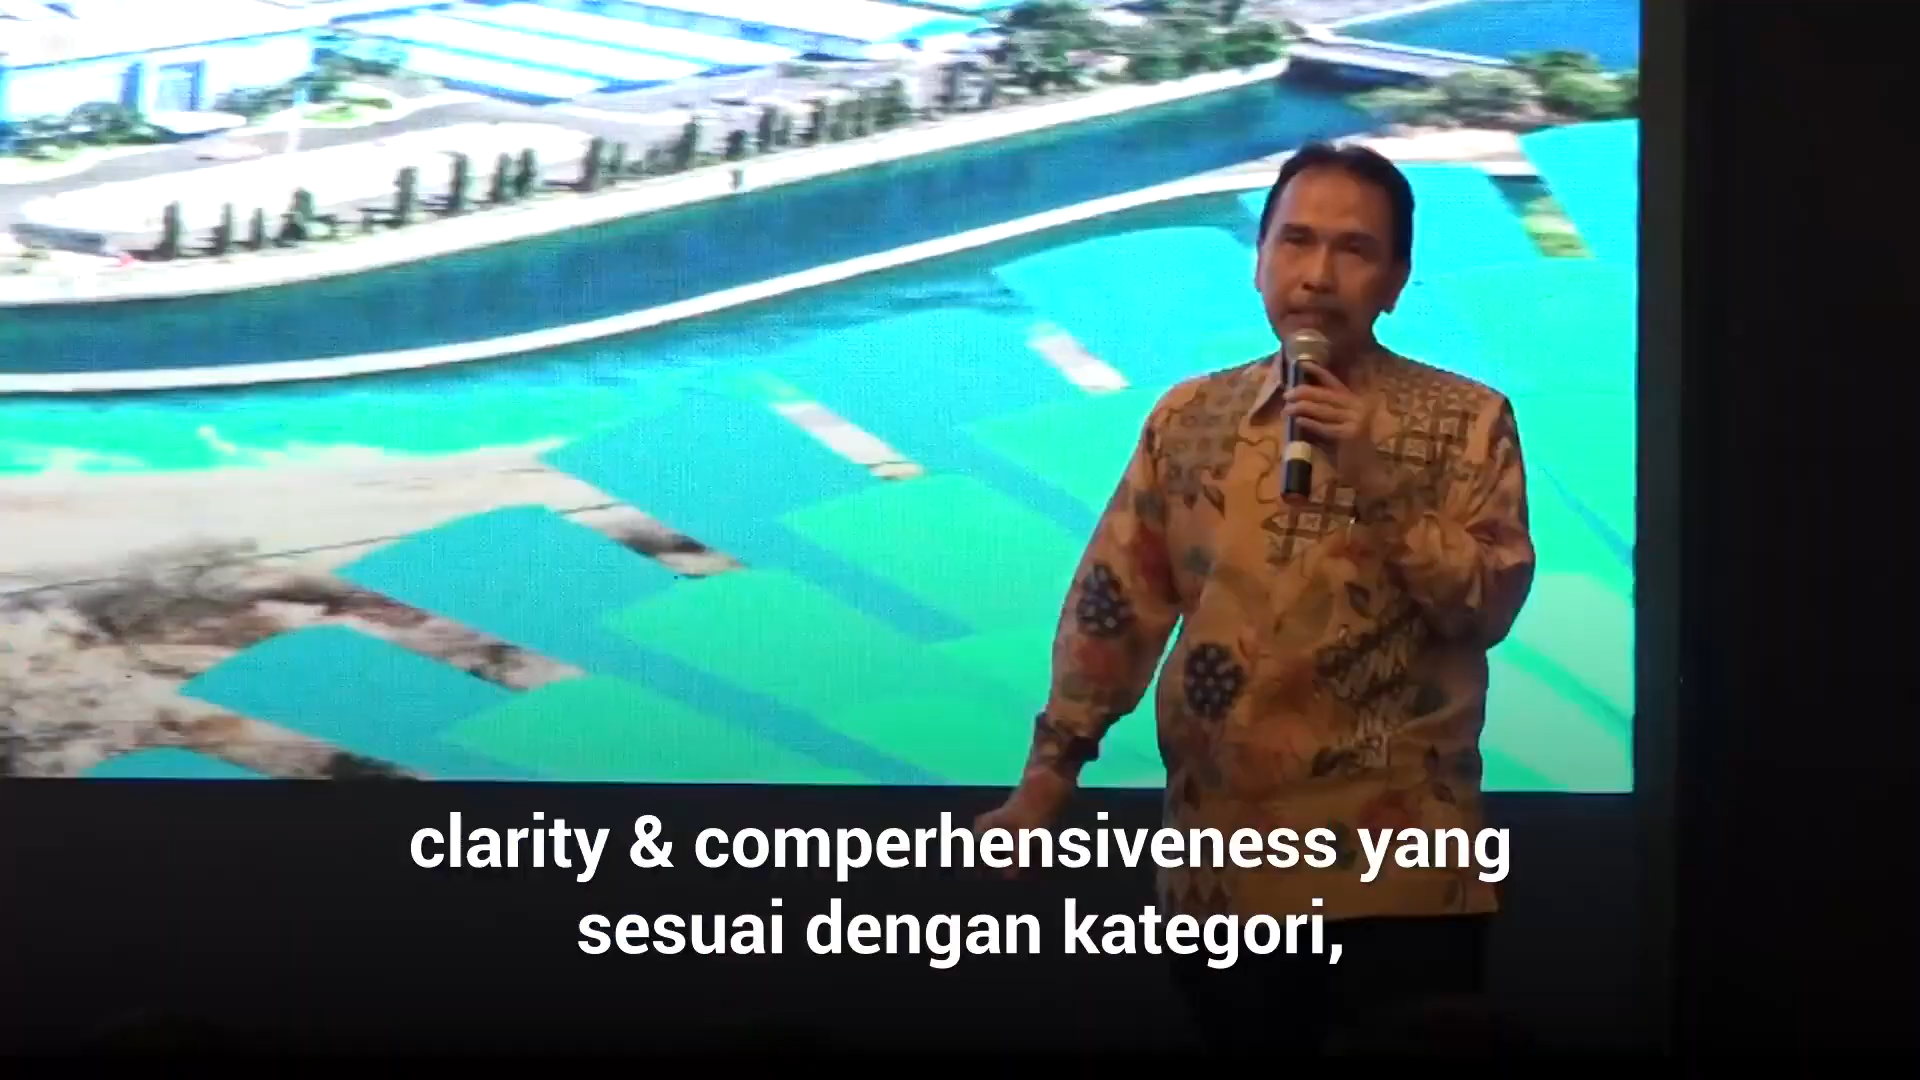 clarity & comperhensiveness yang
sesuai dengan kategori,